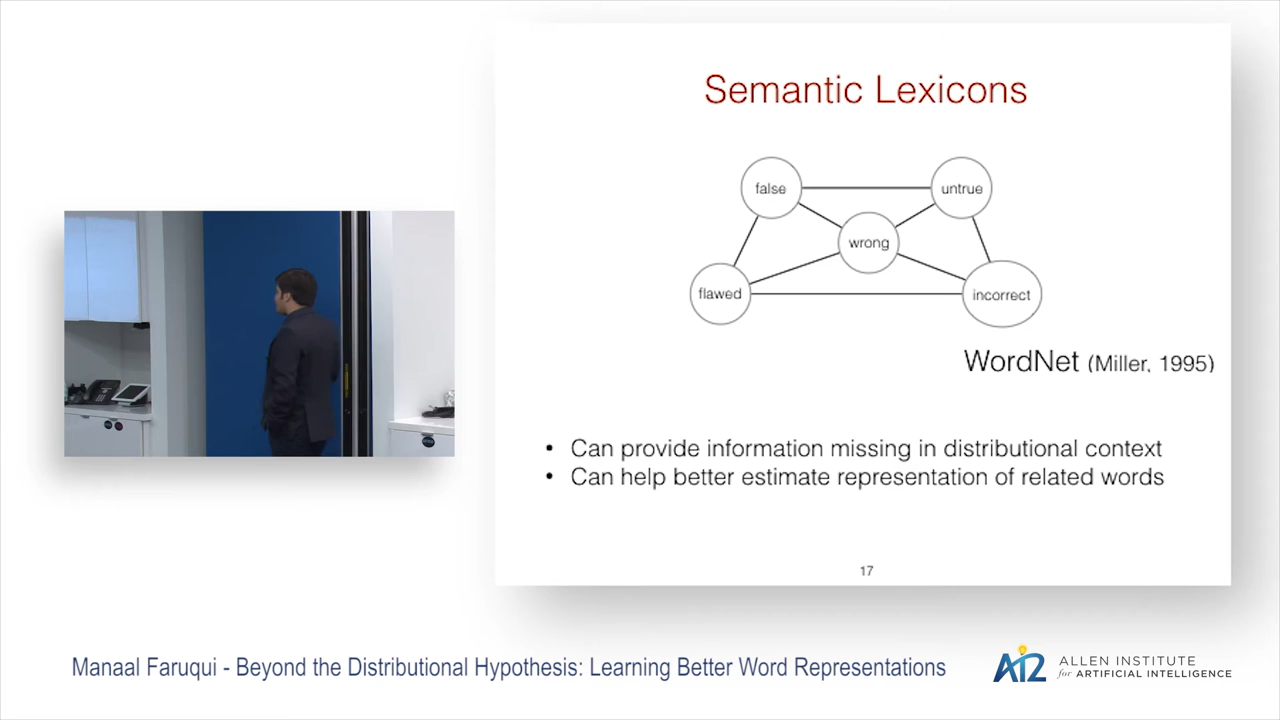 Semantic Lexicons
false
untrue
wrong
flawed
incorrect
WordNet (Miller, 1995)
• Can provide information missing in distributional context
• Can help better estimate representation of related words
17
Manaal Faruqui - Beyond the Distributional Hypothesis: Learning Better Word Representations
AI2
ALLEN INSTITUTE
for ARTIFICIAL INTELLIGENCE